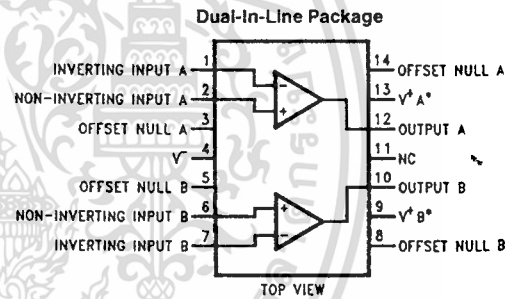 Dual-In-Line Package
INVERTING INPUT A 1
NON-INVERTING INPUT A 2
OFFSET NULL A 3
V⁻ 4
OFFSET NULL B 5
NON-INVERTING INPUT B 6
INVERTING INPUT B 7
14 OFFSET NULL A
13 V⁺ A*
12 OUTPUT A
11 NC
10 OUTPUT B
9 V⁺ B*
8 OFFSET NULL B
− +
+ −
TOP VIEW